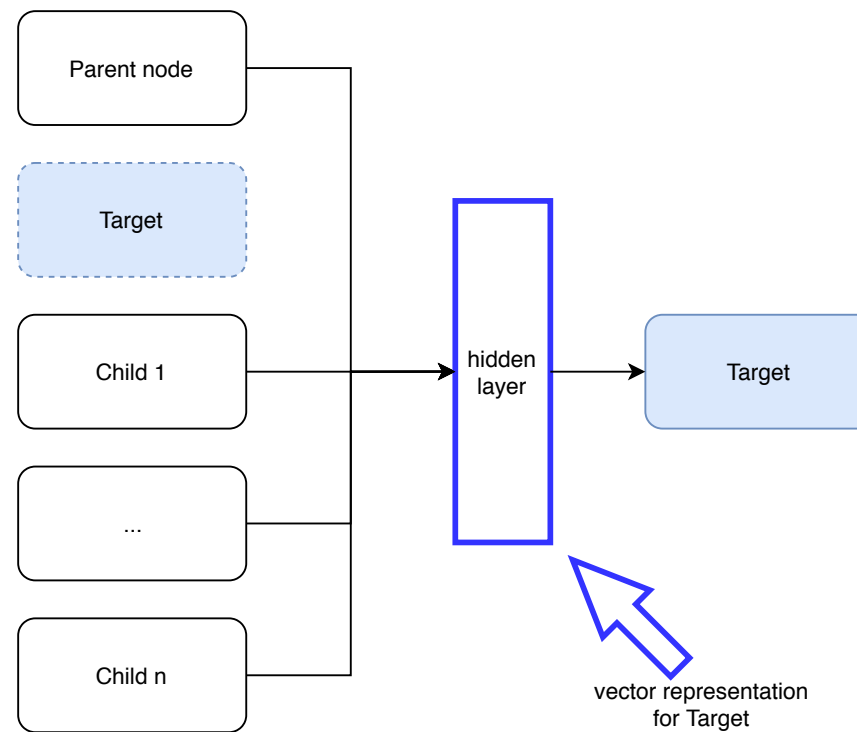 Parent node
Target
Child 1
...
Child n
hidden
layer
Target
vector representation
for Target